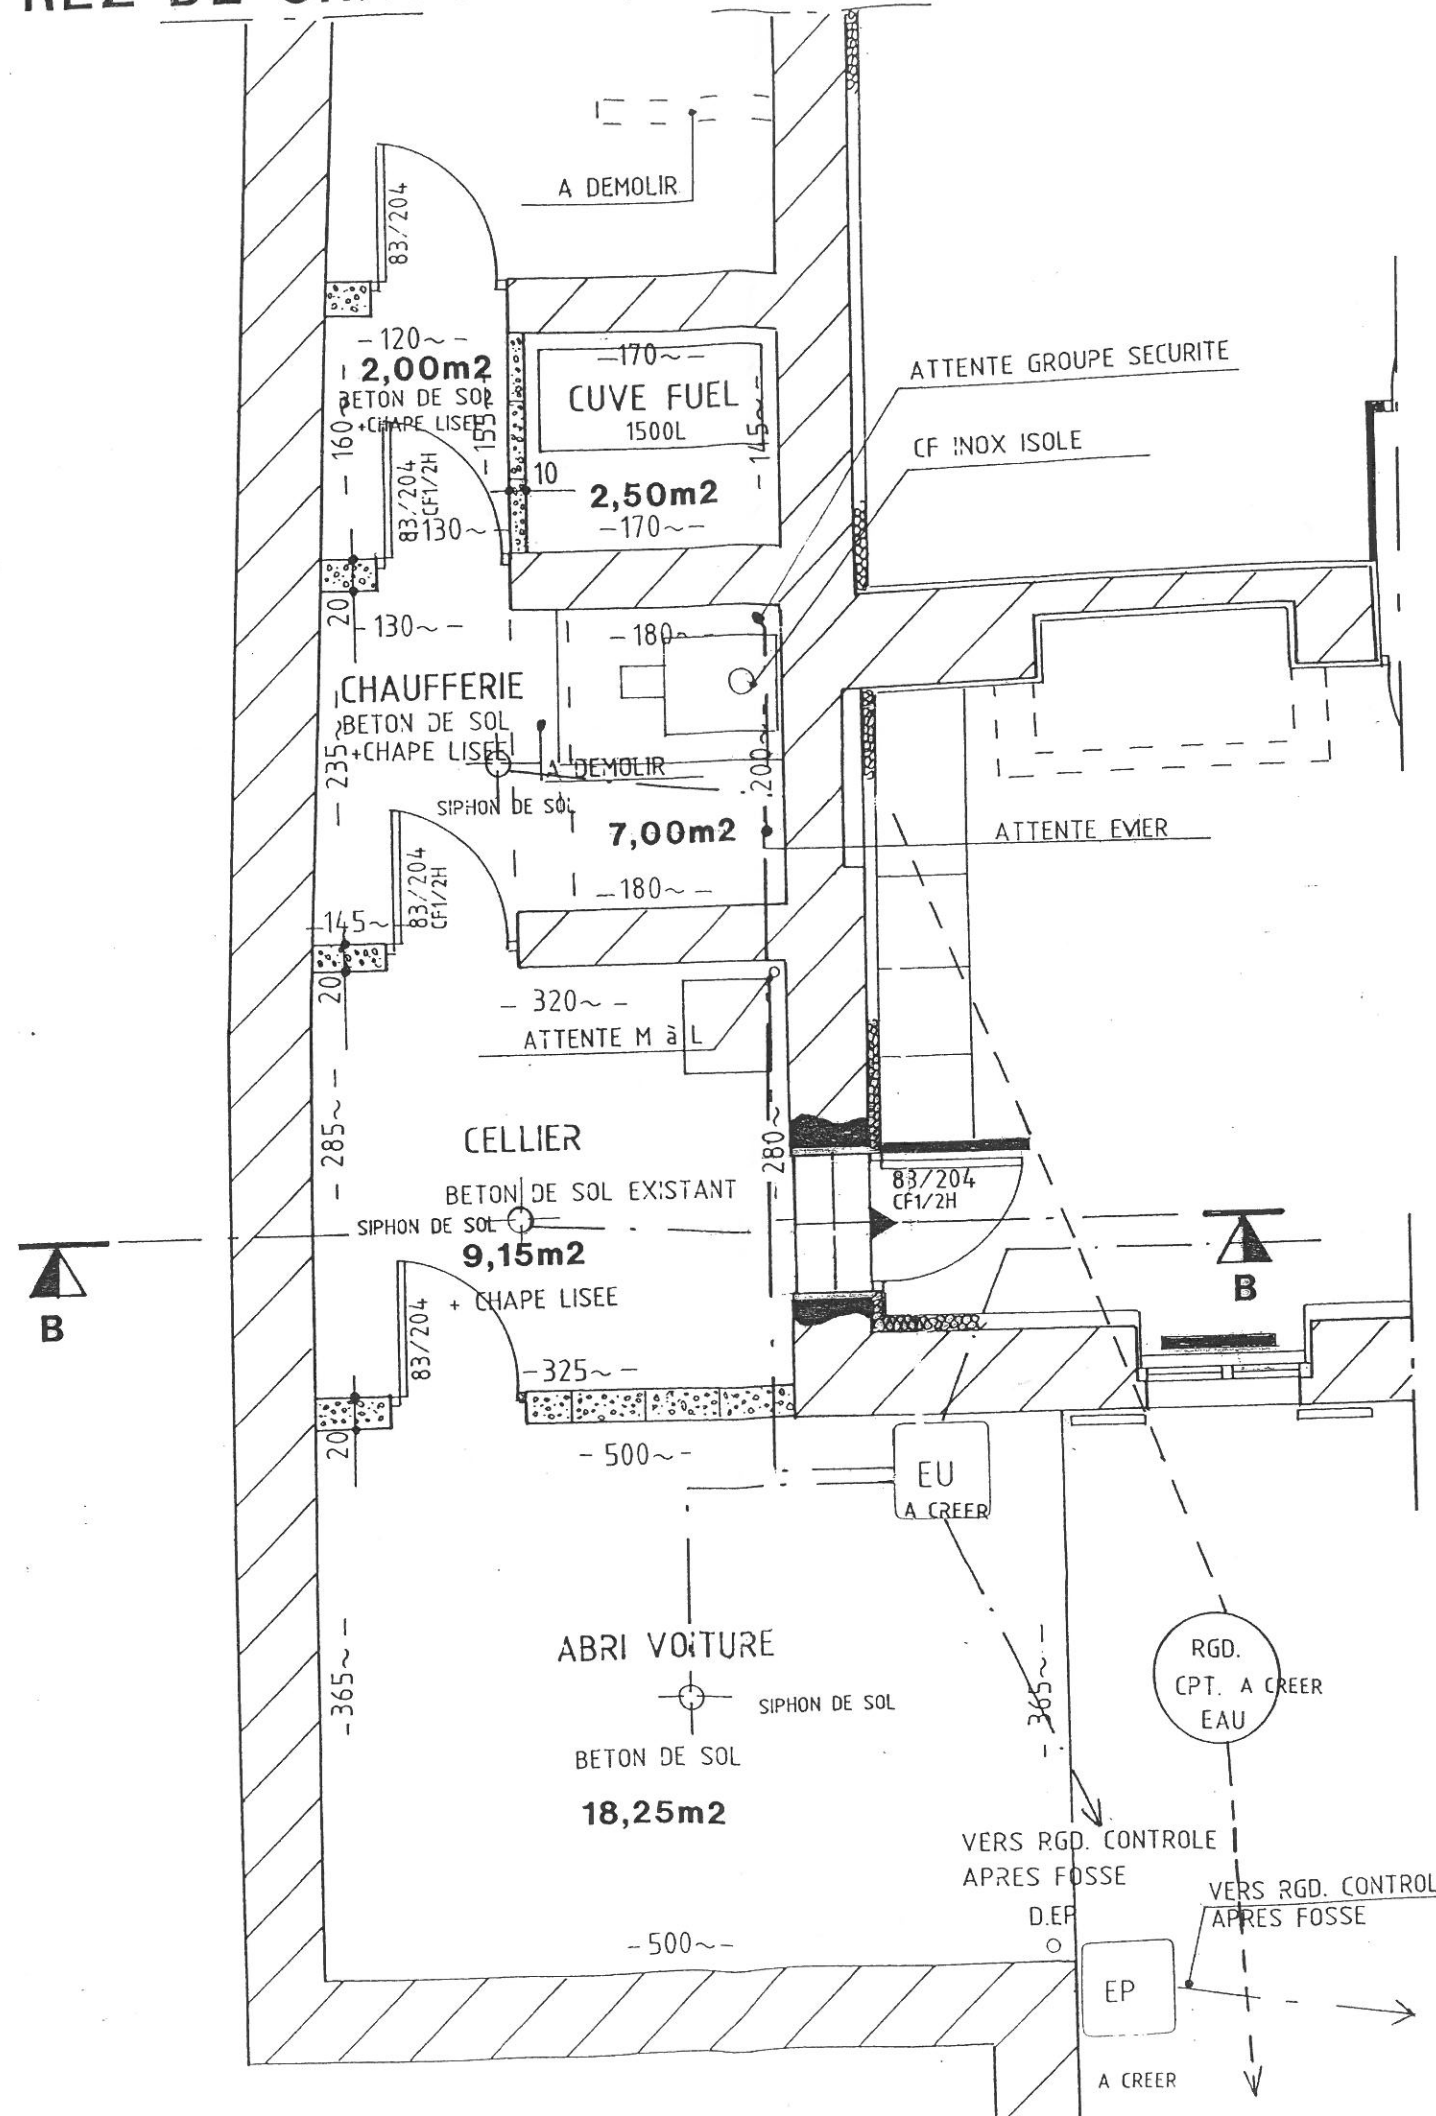 A DEMOLIR
83/204
-120~-
2,00m2
BETON DE SOL
+CHAPE LISEE
-160~-
-155~-
-170~-
CUVE FUEL
1500L
-145~-
10
2,50m2
-170~-
83/204
CF1/2H
-130~
ATTENTE GROUPE SECURITE
CF INOX ISOLE
20
-130~-
-180~-
CHAUFFERIE
BETON DE SOL
+CHAPE LISEE
-235~
A DEMOLIR
200~
SIPHON DE SOL
7,00m2
ATTENTE EVIER
83/204
CF1/2H
-180~-
-145~-
20
-320~-
ATTENTE M à L
-285~-
CELLIER
-280~
BETON DE SOL EXISTANT
83/204
CF1/2H
SIPHON DE SOL
9,15m2
+ CHAPE LISEE
B
B
83/204
-325~-
20
-500~-
EU
A CREER
ABRI VOITURE
-365~-
-365~-
SIPHON DE SOL
BETON DE SOL
18,25m2
RGD.
CPT. A CREER
EAU
VERS RGD. CONTROLE
APRES FOSSE
VERS RGD. CONTROL
APRES FOSSE
D.EP
-500~-
EP
A CREER